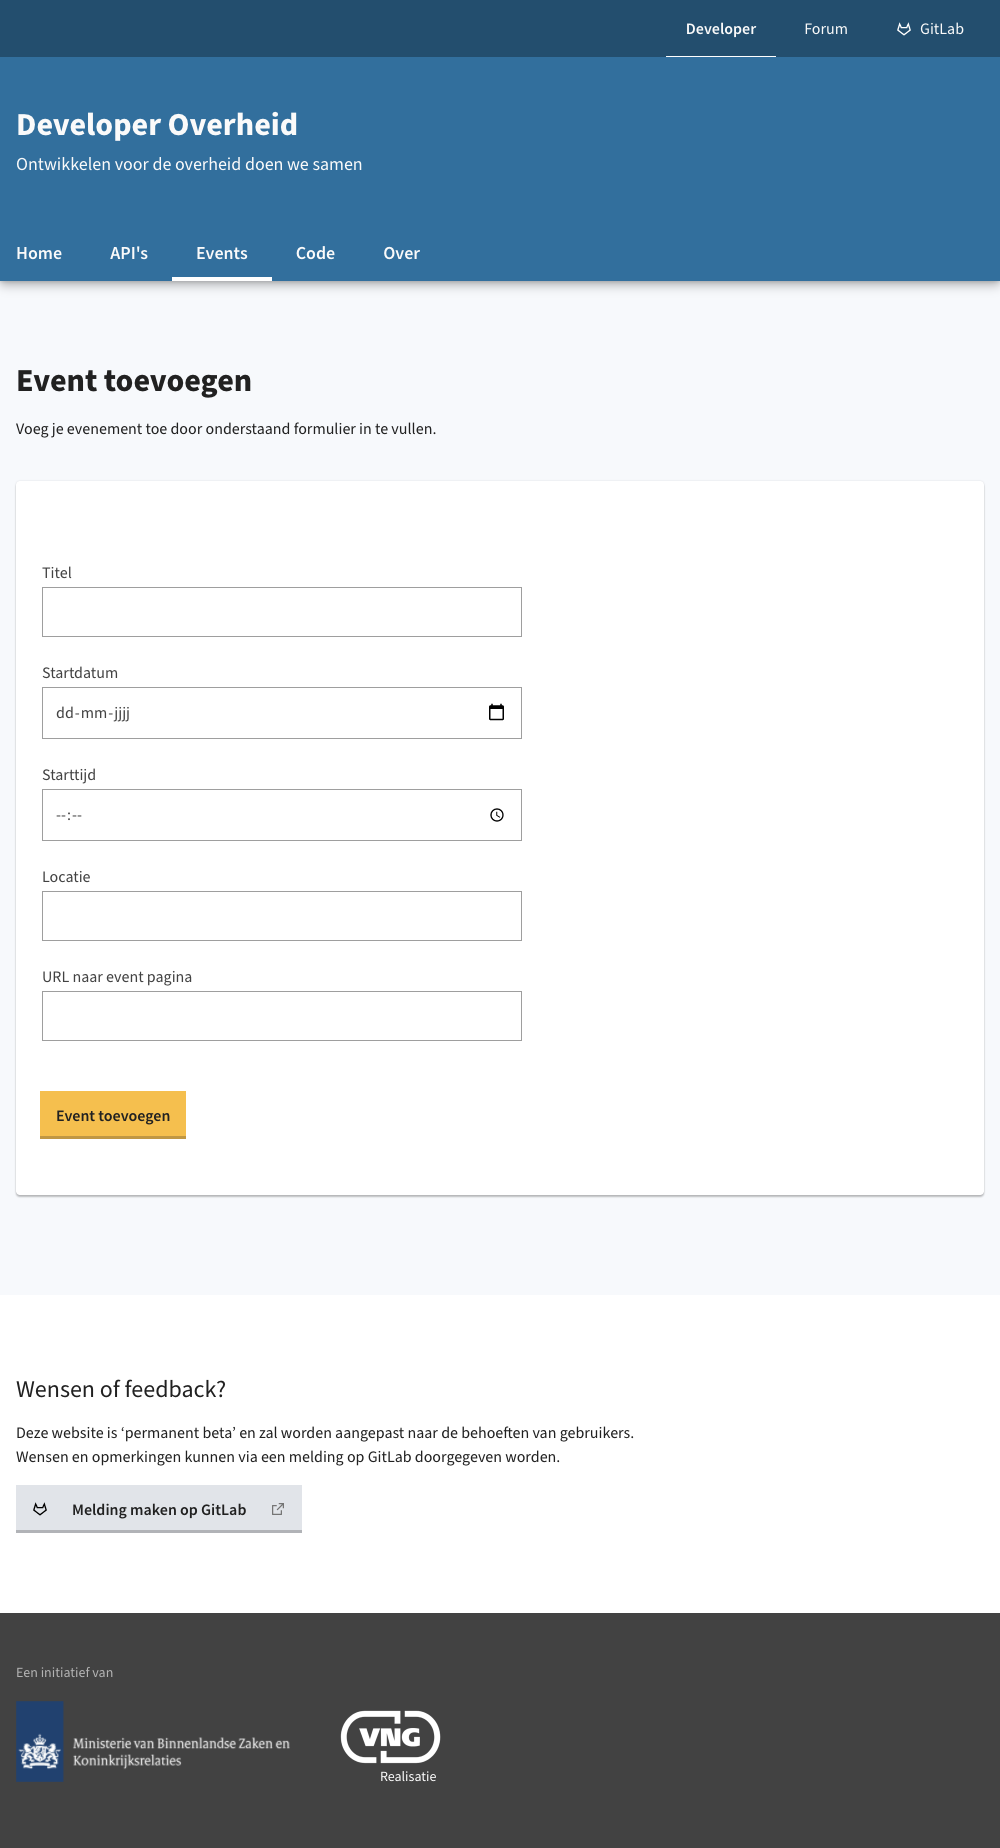 Developer
Forum
GitLab
Developer Overheid
Ontwikkelen voor de overheid doen we samen
Home
API's
Events
Code
Over
Event toevoegen
Voeg je evenement toe door onderstaand formulier in te vullen.
Titel
Startdatum
dd-mm-jjjj
Starttijd
--:--
Locatie
URL naar event pagina
Event toevoegen
Wensen of feedback?
Deze website is ‘permanent beta’ en zal worden aangepast naar de behoeften van gebruikers.
Wensen en opmerkingen kunnen via een melding op GitLab doorgegeven worden.
Melding maken op GitLab
Een initiatief van
Ministerie van Binnenlandse Zaken en
Koninkrijksrelaties
VNG
Realisatie